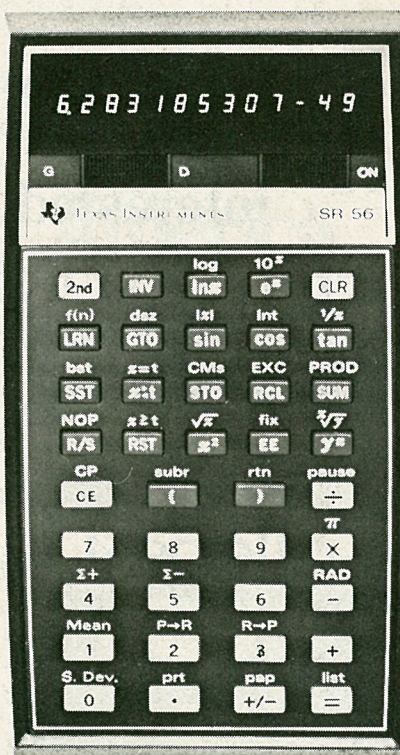 6.283185307-49
G D ON
TEXAS INSTRUMENTS SR 56
log 10ˣ
2nd INV lnx eˣ CLR
f(n) dsz |x| Int 1/x
LRN GTO sin cos tan
bst x=t CMs EXC PROD
SST x⇄t STO RCL SUM
NOP x≥t √x fix ˣ√y
R/S RST x² EE yˣ
CP subr rtn pause
CE ( ) ÷
π
7 8 9 ×
Σ+ Σ− RAD
4 5 6 −
Mean P→R R→P
1 2 3 +
S. Dev. prt pap list
0 . +/− =